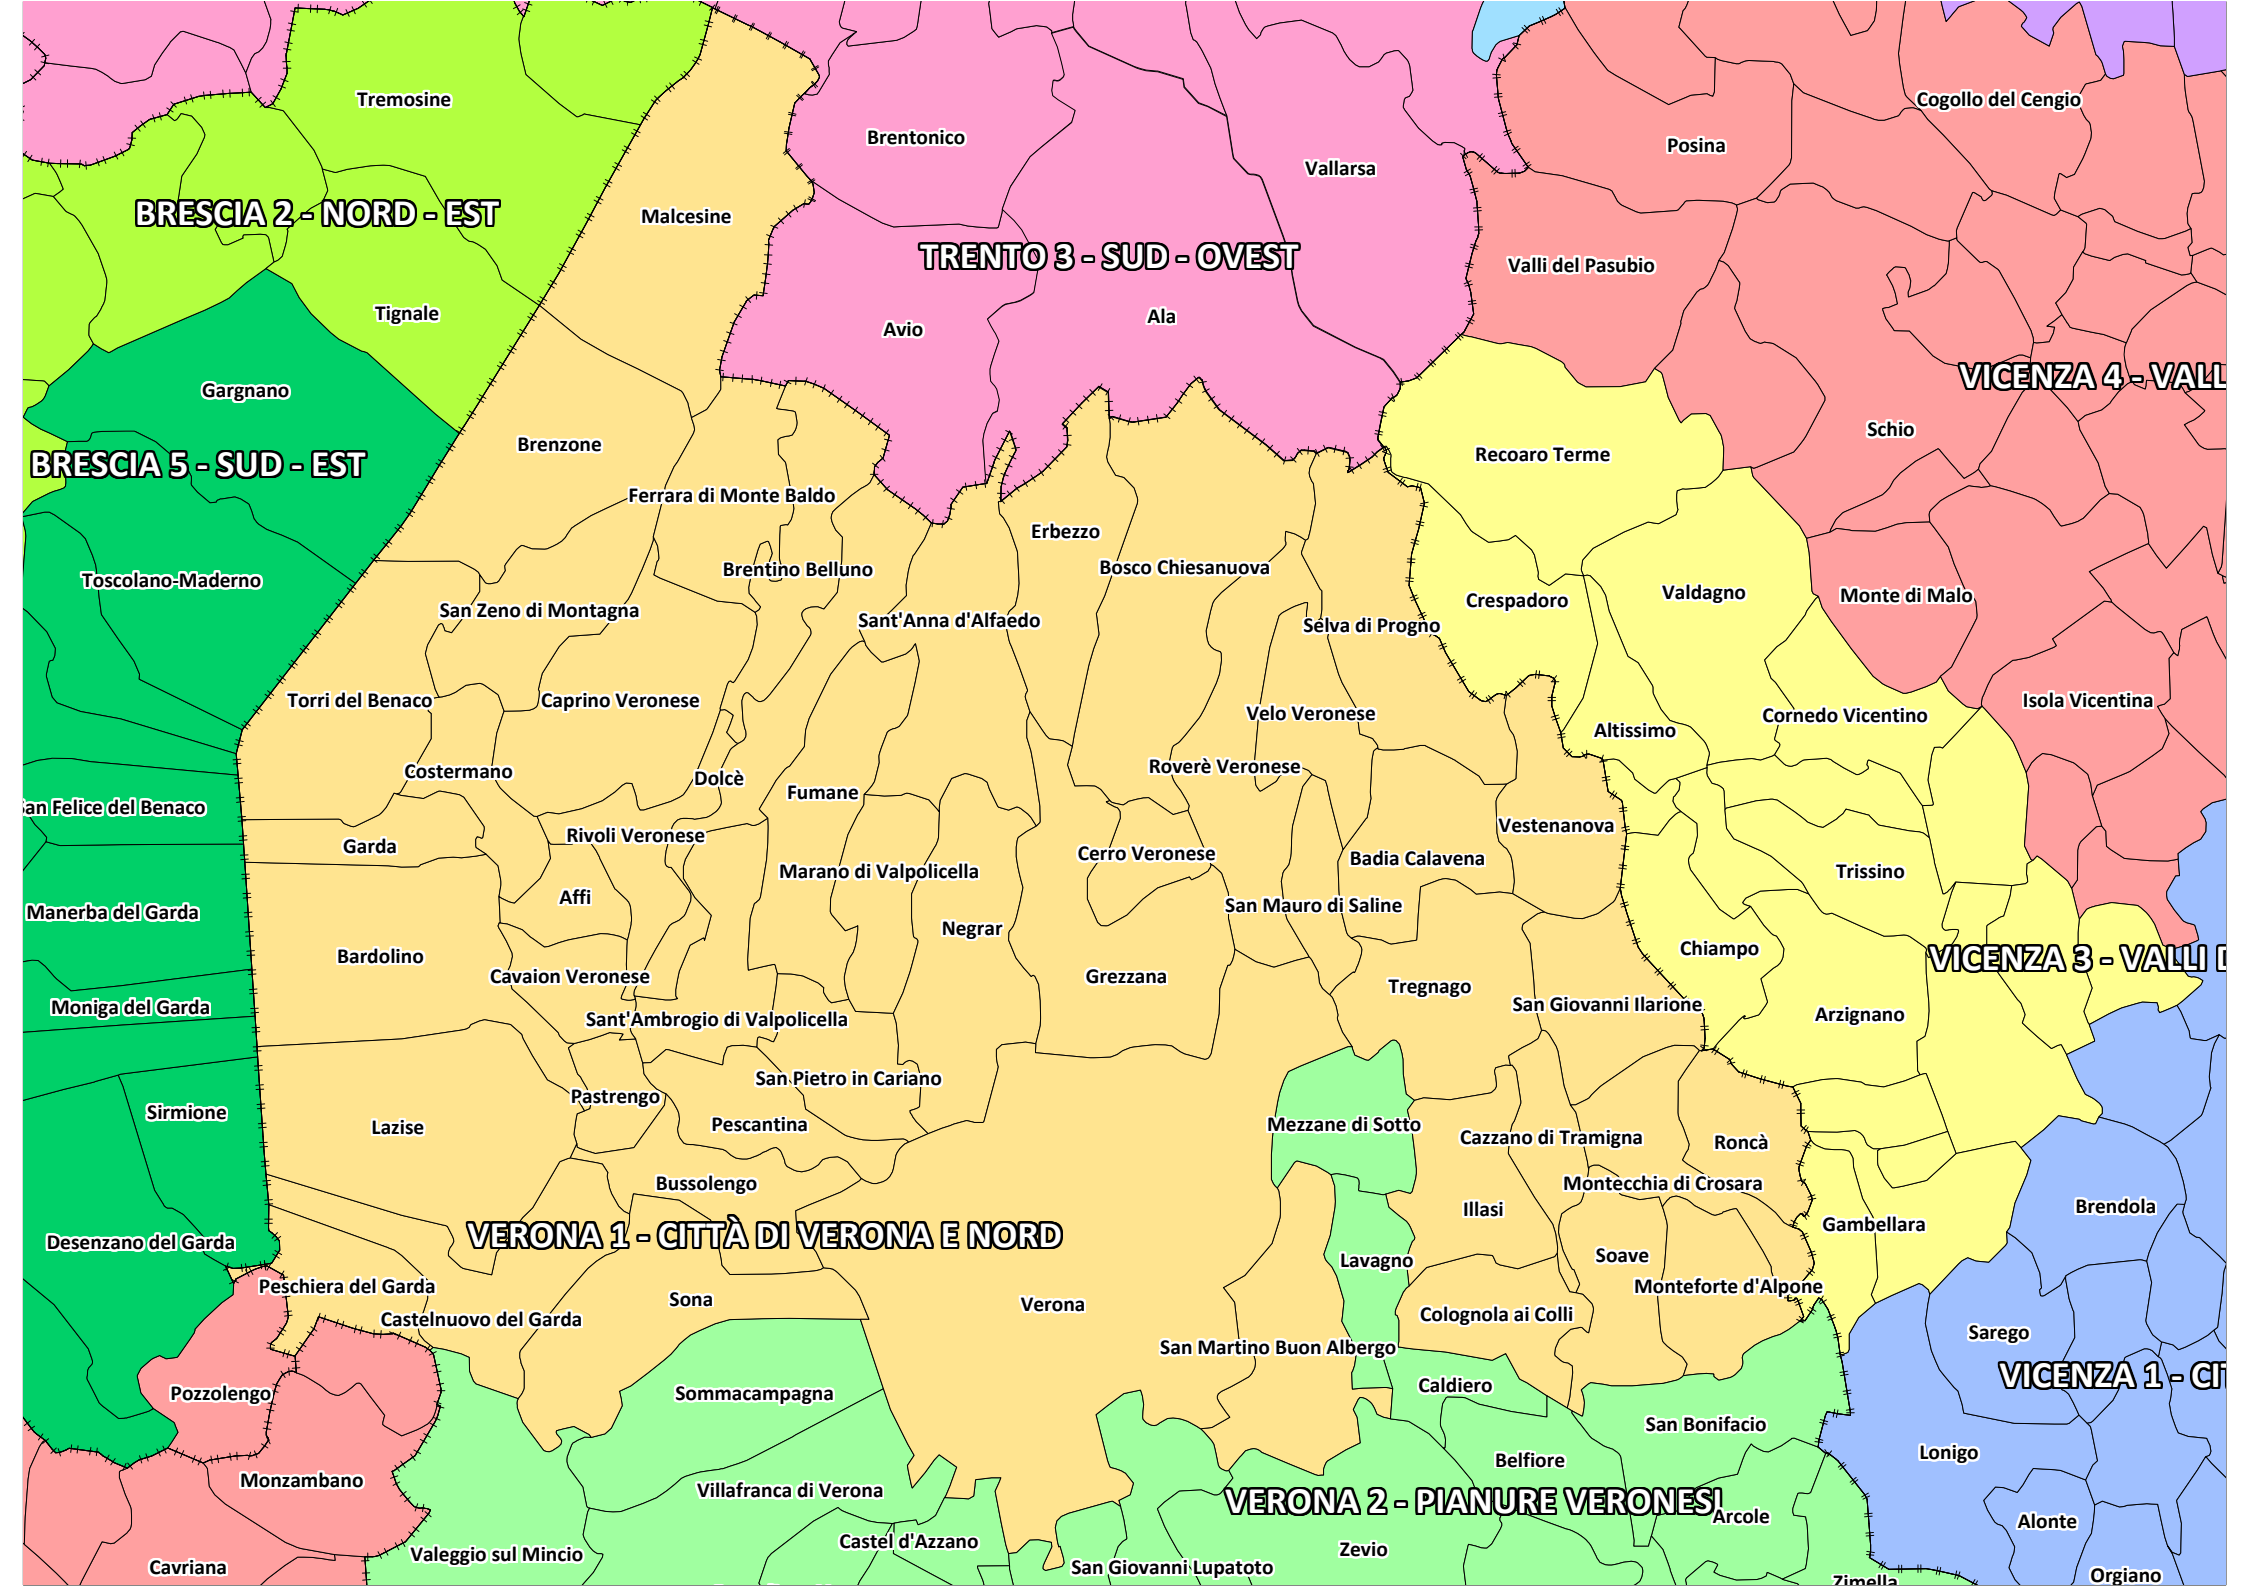 Tremosine
Cogollo del Cengio
Brentonico
Posina
Vallarsa
BRESCIA 2 - NORD - EST
Malcesine
TRENTO 3 - SUD - OVEST
Valli del Pasubio
Tignale
Ala
Avio
VICENZA 4 - VALL
Gargnano
Schio
Brenzone
Recoaro Terme
BRESCIA 5 - SUD - EST
Ferrara di Monte Baldo
Erbezzo
Bosco Chiesanuova
Brentino Belluno
Toscolano-Maderno
Valdagno
Monte di Malo
Crespadoro
San Zeno di Montagna
Sant'Anna d'Alfaedo
Selva di Progno
Torri del Benaco
Caprino Veronese
Isola Vicentina
Velo Veronese
Cornedo Vicentino
Altissimo
Roverè Veronese
Costermano
Dolcè
Fumane
San Felice del Benaco
Vestenanova
Rivoli Veronese
Garda
Cerro Veronese
Badia Calavena
Marano di Valpolicella
Trissino
Affi
San Mauro di Saline
Manerba del Garda
Negrar
Chiampo
Bardolino
VICENZA 3 - VALLI D
Cavaion Veronese
Grezzana
Tregnago
San Giovanni Ilarione
Moniga del Garda
Arzignano
Sant'Ambrogio di Valpolicella
San Pietro in Cariano
Pastrengo
Sirmione
Lazise
Pescantina
Mezzane di Sotto
Cazzano di Tramigna
Roncà
Bussolengo
Montecchia di Crosara
Brendola
Illasi
Gambellara
VERONA 1 - CITTÀ DI VERONA E NORD
Desenzano del Garda
Soave
Lavagno
Peschiera del Garda
Monteforte d'Alpone
Sona
Verona
Castelnuovo del Garda
Colognola ai Colli
Sarego
San Martino Buon Albergo
VICENZA 1 - CIT
Pozzolengo
Sommacampagna
Caldiero
San Bonifacio
Lonigo
Belfiore
Monzambano
Villafranca di Verona
VERONA 2 - PIANURE VERONESI
Arcole
Alonte
Castel d'Azzano
Zevio
Valeggio sul Mincio
Cavriana
San Giovanni Lupatoto
Orgiano
Zimella